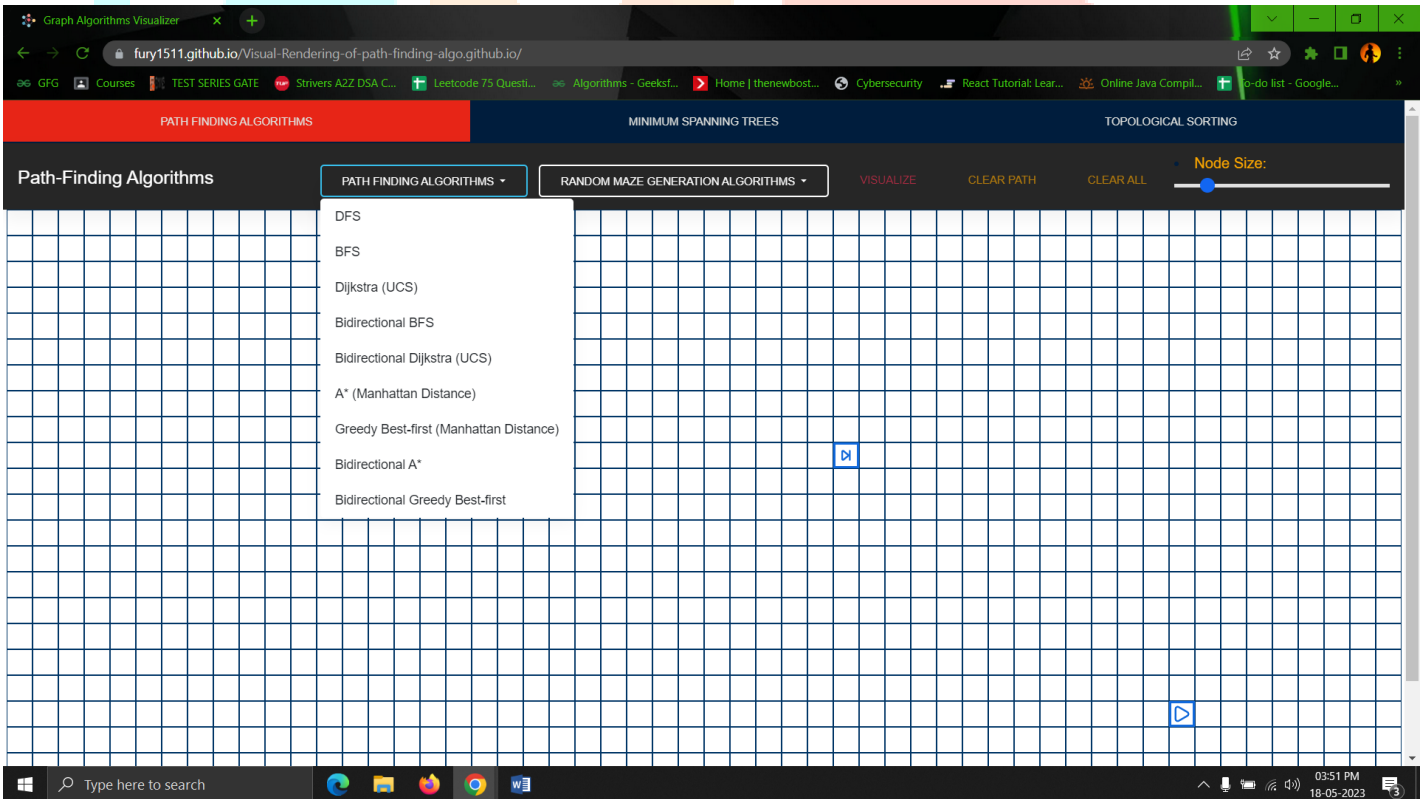 Graph Algorithms Visualizer
fury1511.github.io/Visual-Rendering-of-path-finding-algo.github.io/
GFG Courses TEST SERIES GATE Strivers A2Z DSA C... Leetcode 75 Questi... Algorithms - Geeksf... Home | thenewbost... Cybersecurity React Tutorial: Lear... Online Java Compil... To-do list - Google... »
PATH FINDING ALGORITHMS MINIMUM SPANNING TREES TOPOLOGICAL SORTING
Path-Finding Algorithms PATH FINDING ALGORITHMS RANDOM MAZE GENERATION ALGORITHMS VISUALIZE CLEAR PATH CLEAR ALL Node Size:
DFS
BFS
Dijkstra (UCS)
Bidirectional BFS
Bidirectional Dijkstra (UCS)
A* (Manhattan Distance)
Greedy Best-first (Manhattan Distance)
Bidirectional A*
Bidirectional Greedy Best-first
Type here to search
03:51 PM
18-05-2023
3